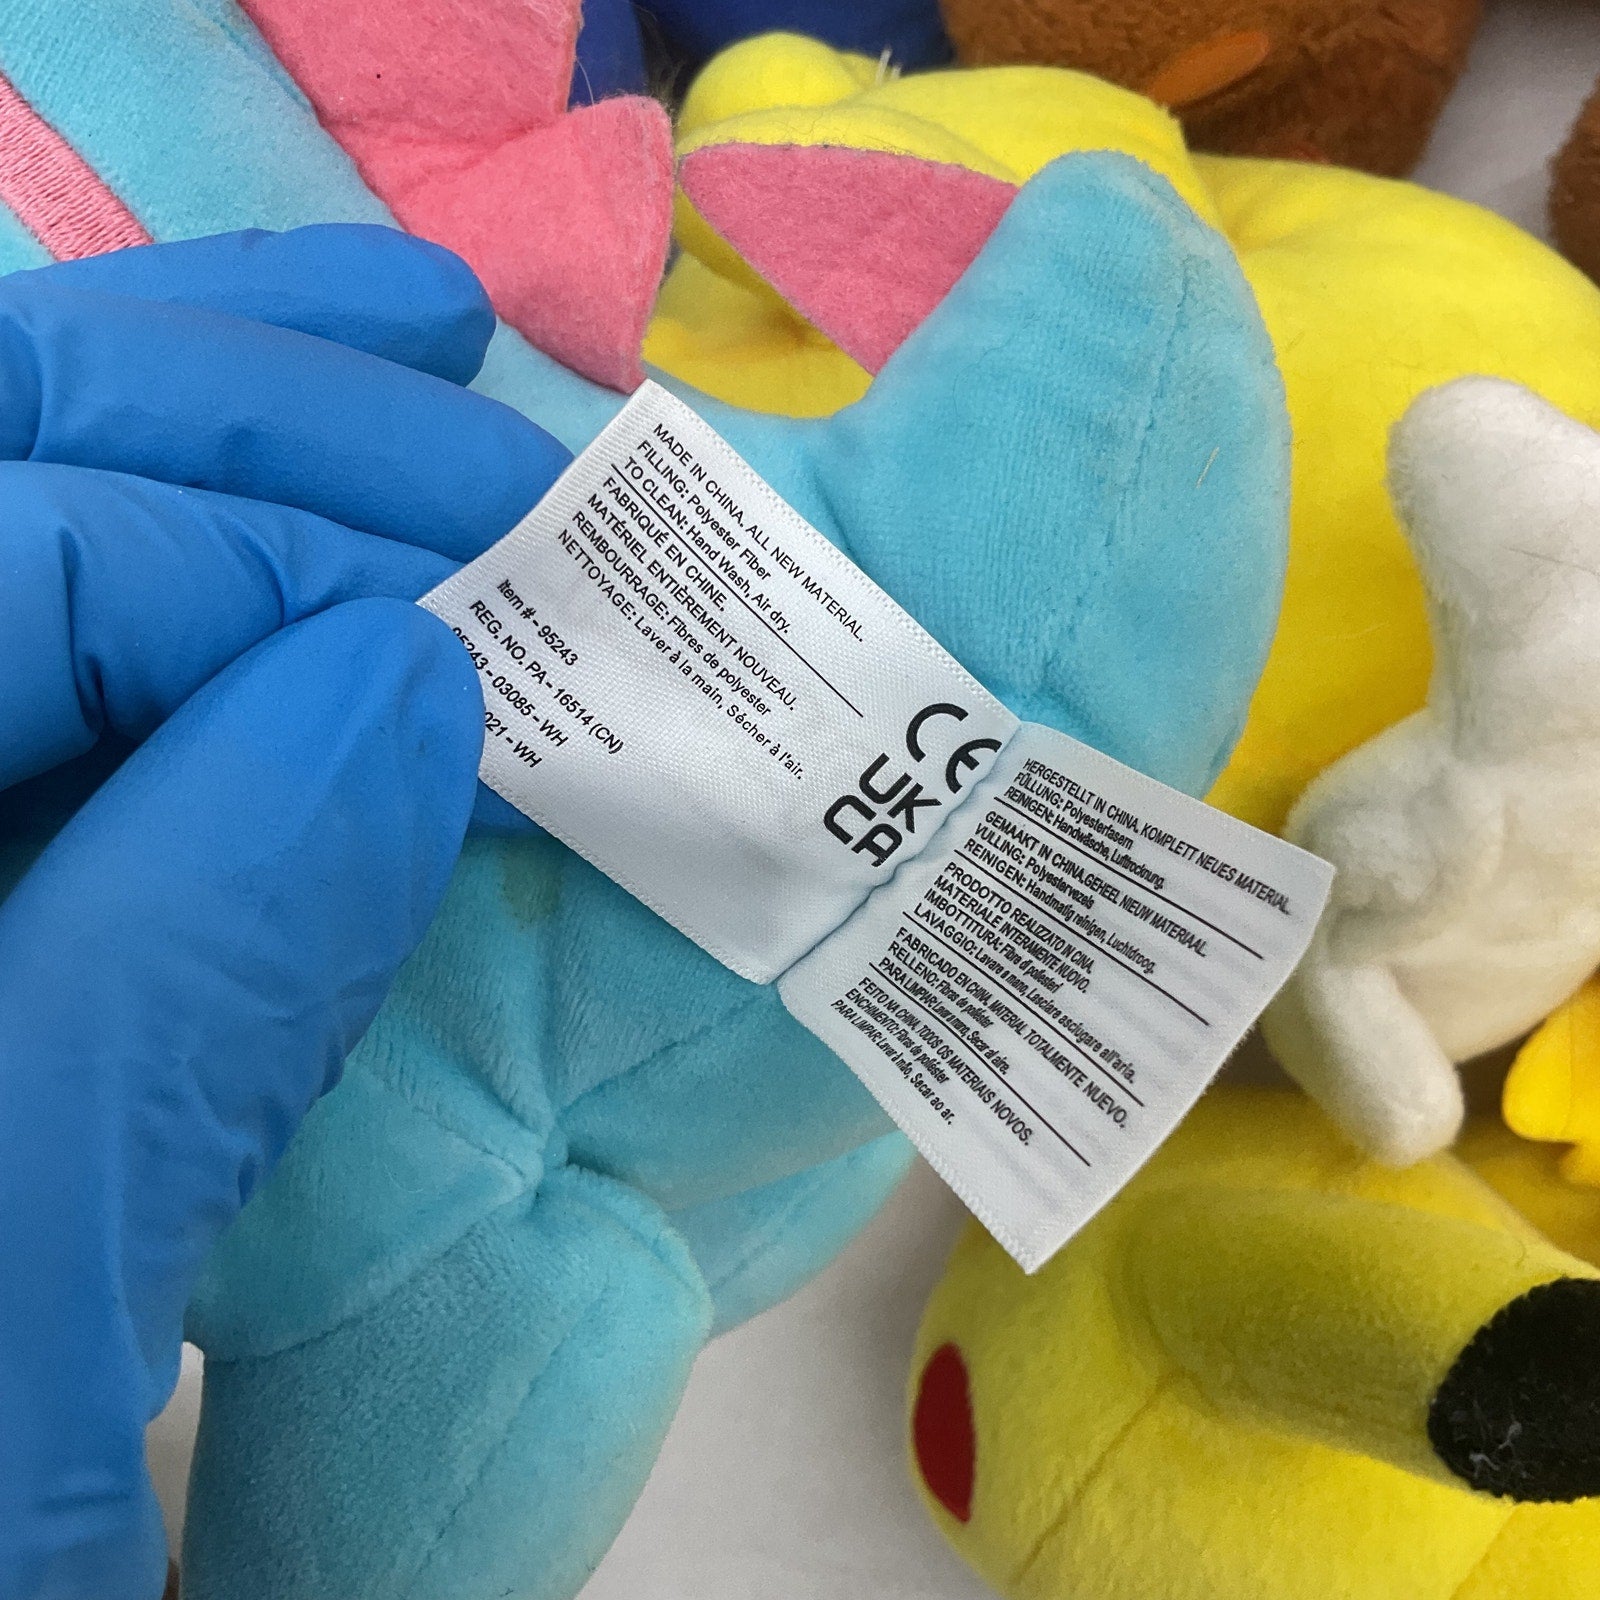 MADE IN CHINA. ALL NEW MATERIAL.
FILLING: Polyester Fiber
TO CLEAN: Hand Wash, Air dry.
FABRIQUÉ EN CHINE.
MATÉRIEL ENTIÈREMENT NOUVEAU.
REMBOURRAGE: Fibres de polyester
NETTOYAGE: Laver à la main, Sécher à l'air.
Item # - 95243
REG. NO. PA - 16514 (CN)
95243 - 03085 - WH
021 - WH
CE
UK
CA
HERGESTELLT IN CHINA. KOMPLETT NEUES MATERIAL.
FÜLLUNG: Polyesterfasern
REINIGEN: Handwäsche, Lufttrocknung.
GEMAAKT IN CHINA,GEHEEL NIEUW MATERIAAL.
VULLING: Polyestervezels
REINIGEN: Handmatig reinigen, Luchtdroog.
PRODOTTO REALIZZATO IN CINA.
MATERIALE INTERAMENTE NUOVO.
IMBOTTITURA: Fibre di poliesteri
LAVAGGIO: Lavare a mano, Lasciare asciugare all'aria.
FABRICADO EN CHINA. MATERIAL TOTALMENTE NUEVO.
RELLENO: Fibras de poliéster
PARA LIMPIAR: Lavar a mano, Secar al aire.
FEITO NA CHINA. TODOS OS MATERIAIS NOVOS.
ENCHIMENTO: Fibras de poliéster
PARA LIMPAR: Lavar à mão, Secar ao ar.